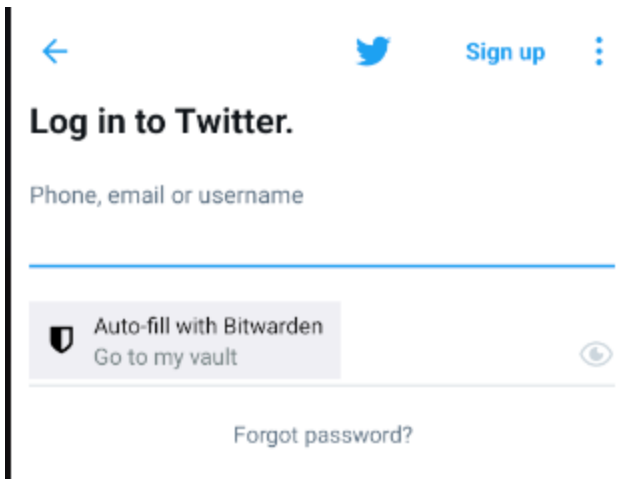 Sign up
Log in to Twitter.
Phone, email or username
Auto-fill with Bitwarden
Go to my vault
Forgot password?